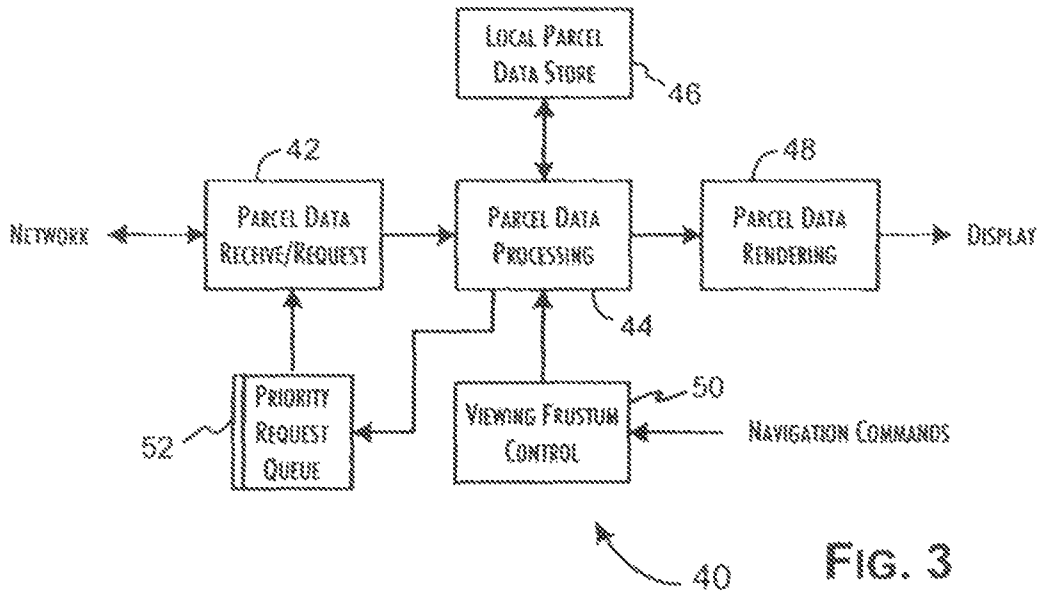 LOCAL PARCEL
DATA STORE
46
42
PARCEL DATA
RECEIVE/REQUEST
PARCEL DATA
PROCESSING
44
48
PARCEL DATA
RENDERING
NETWORK
DISPLAY
PRIORITY
REQUEST
QUEUE
52
VIEWING FRUSTUM
CONTROL
50
NAVIGATION COMMANDS
40
FIG. 3